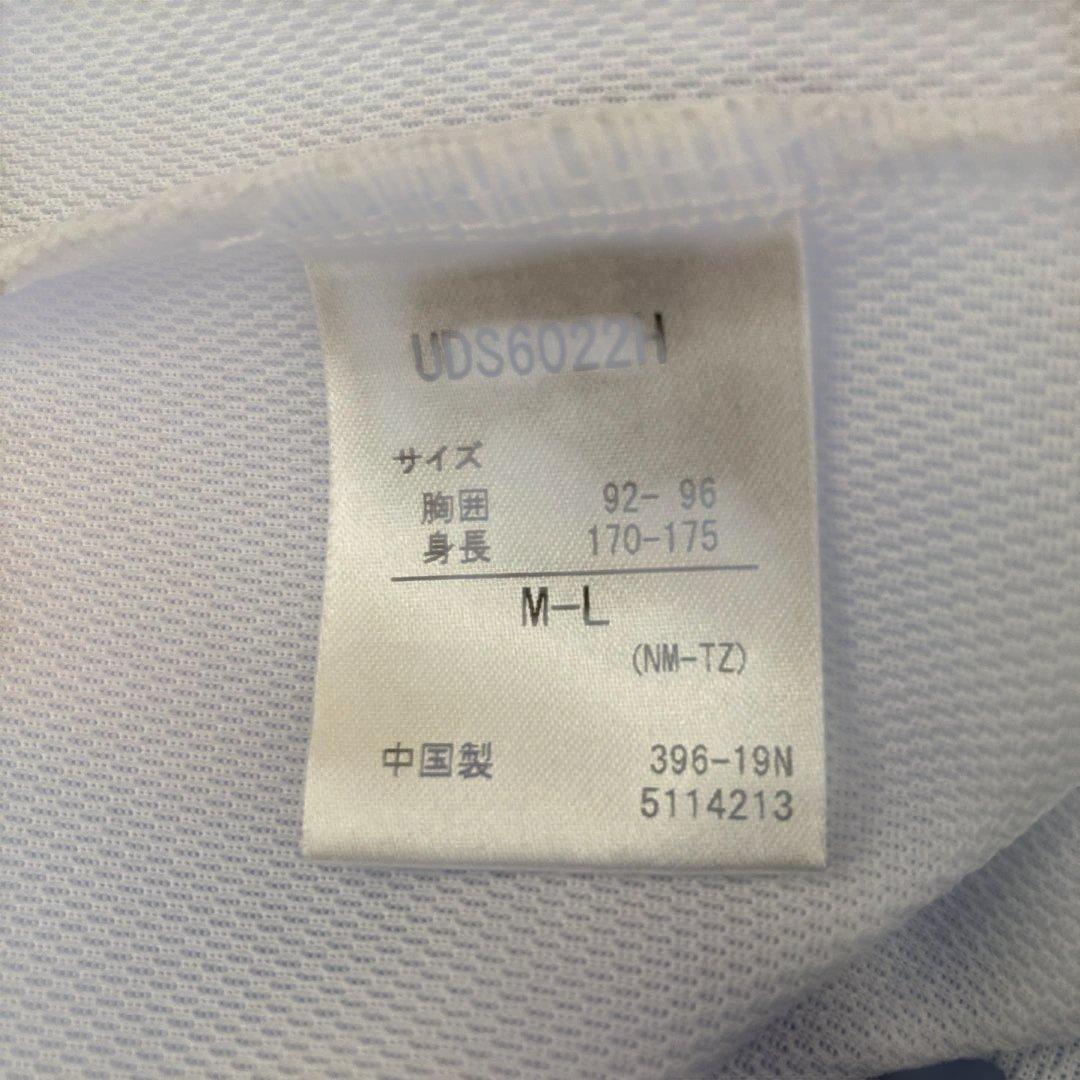 UDS6022H
サイズ
胸囲 92- 96
身長 170-175
M-L
(NM-TZ)
中国製 396-19N
5114213